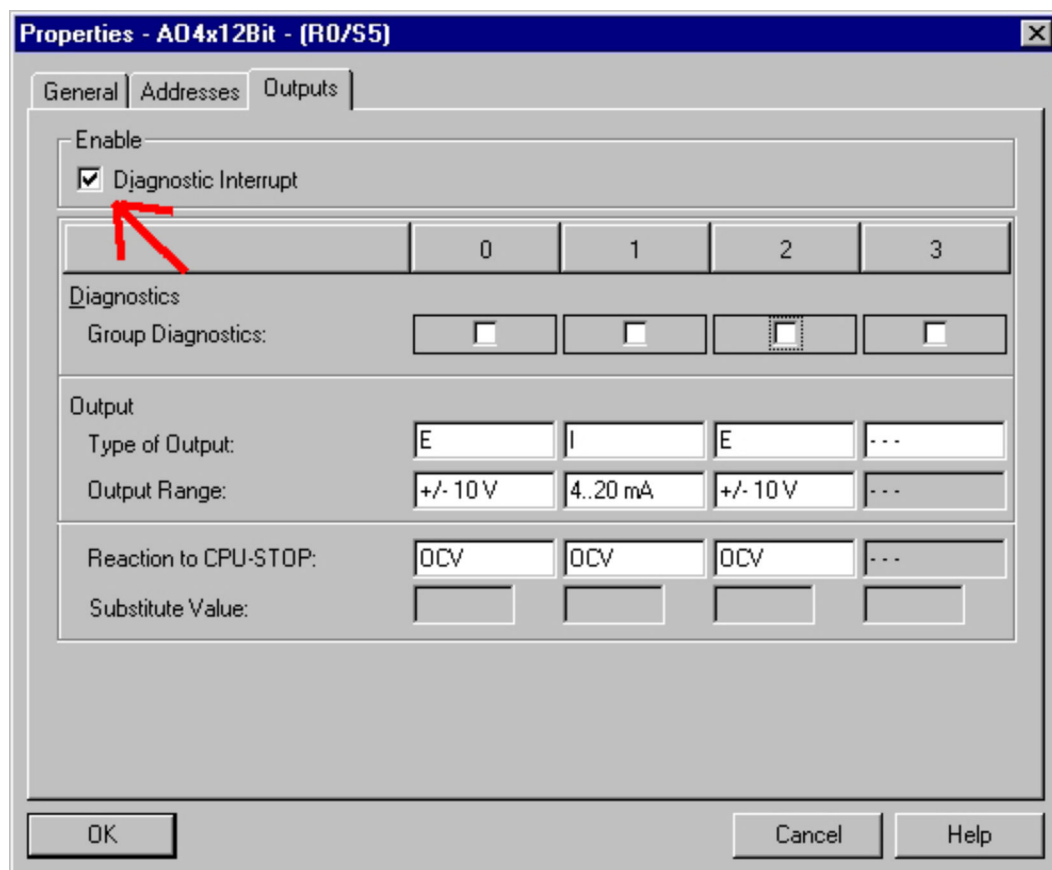 Properties - AO4x12Bit - (R0/S5)
General Addresses Outputs
Enable
Diagnostic Interrupt
0 1 2 3
Diagnostics
Group Diagnostics:
Output
Type of Output: E I E - - -
Output Range: +/- 10 V 4..20 mA +/- 10 V - - -
Reaction to CPU-STOP: OCV OCV OCV - - -
Substitute Value:
OK Cancel Help